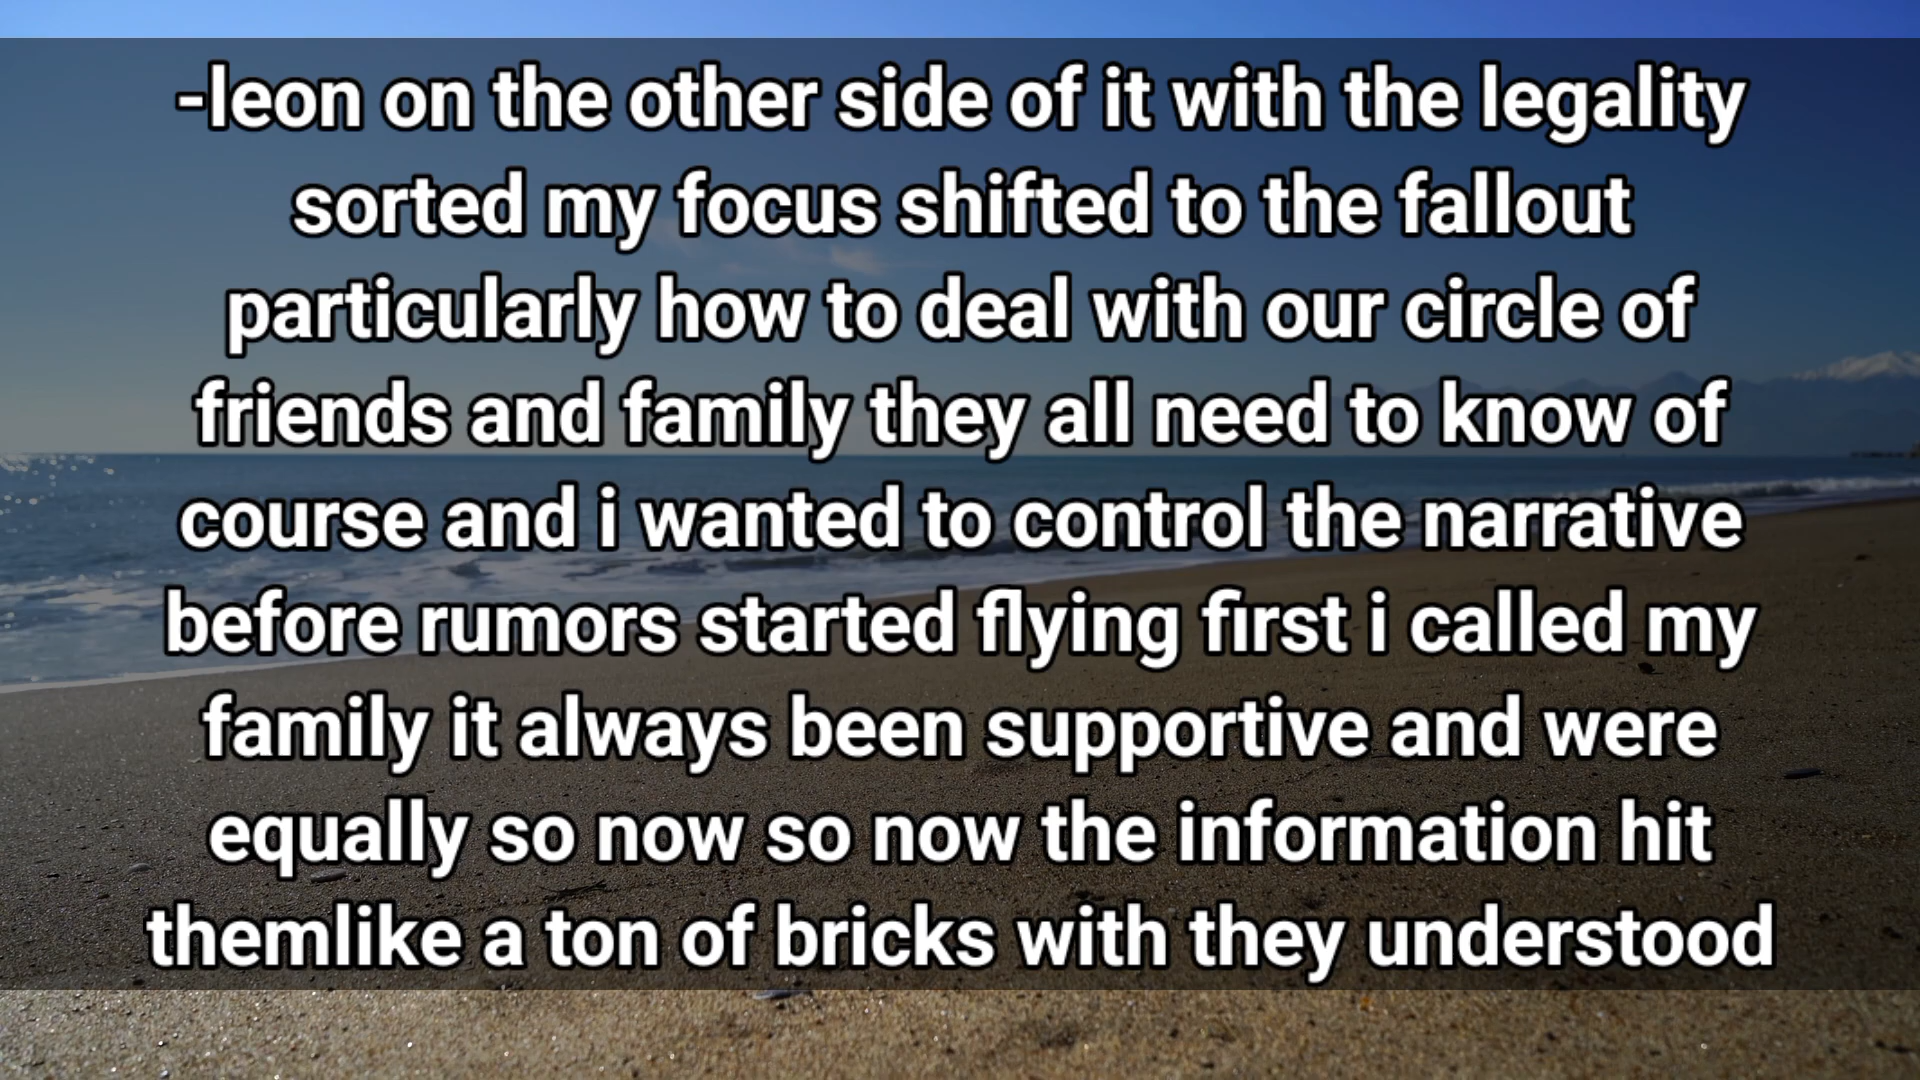 -leon on the other side of it with the legality
sorted my focus shifted to the fallout
particularly how to deal with our circle of
friends and family they all need to know of
course and i wanted to control the narrative
before rumors started flying first i called my
family it always been supportive and were
equally so now so now the information hit
themlike a ton of bricks with they understood